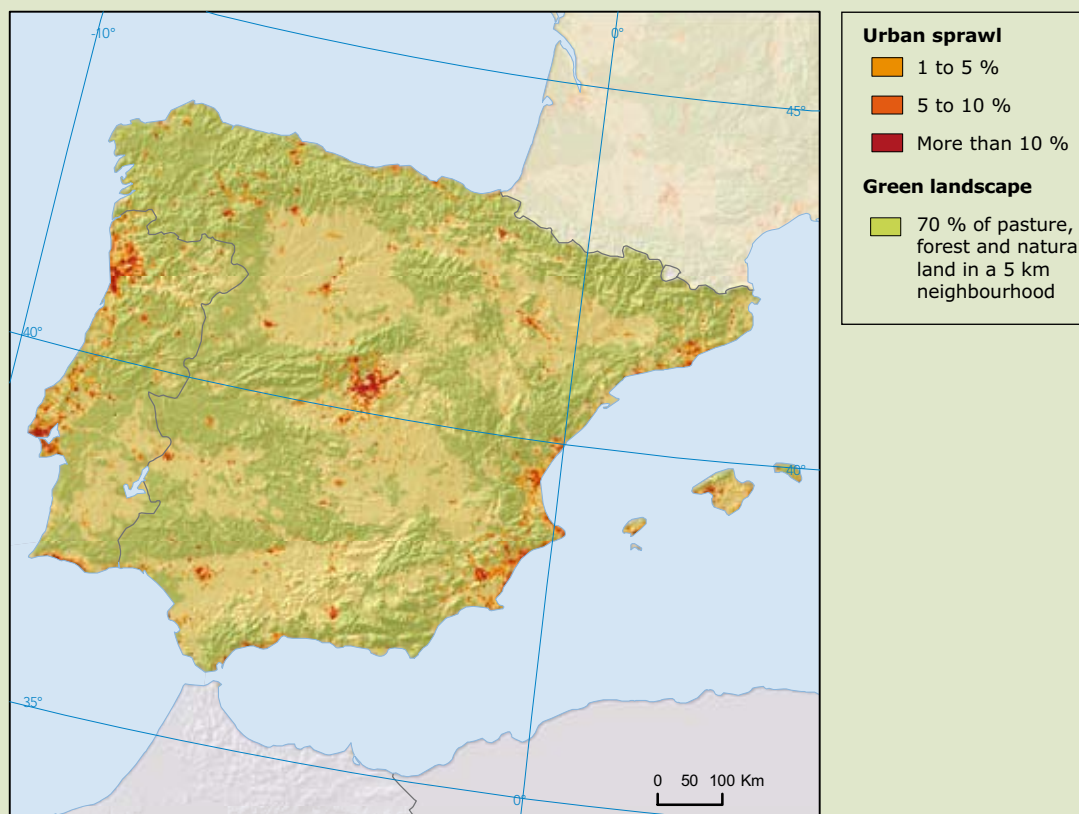 -10°
0°
45°
40°
40°
35°
0°
0 50 100 Km
Urban sprawl
1 to 5 %
5 to 10 %
More than 10 %
Green landscape
70 % of pasture,
forest and natura
land in a 5 km
neighbourhood